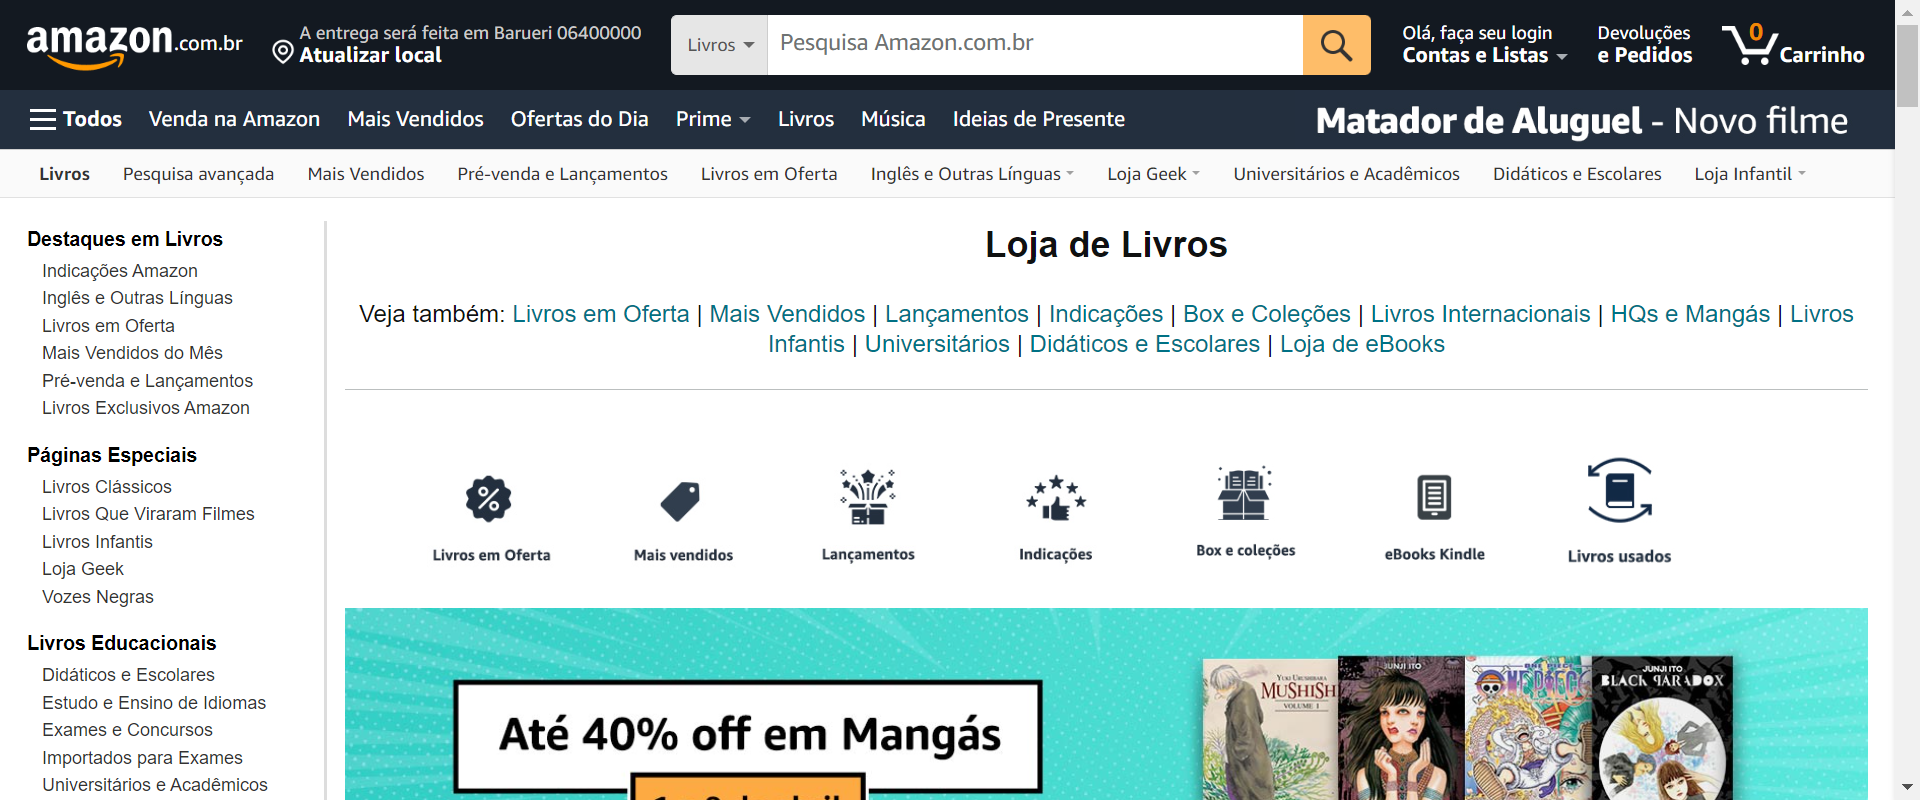 amazon.com.br
A entrega será feita em Barueri 06400000
Atualizar local
Livros
Pesquisa Amazon.com.br
Olá, faça seu login
Contas e Listas
Devoluções
e Pedidos
0
Carrinho
Todos
Venda na Amazon
Mais Vendidos
Ofertas do Dia
Prime
Livros
Música
Ideias de Presente
Matador de Aluguel - Novo filme
Livros
Pesquisa avançada
Mais Vendidos
Pré-venda e Lançamentos
Livros em Oferta
Inglês e Outras Línguas
Loja Geek
Universitários e Acadêmicos
Didáticos e Escolares
Loja Infantil
Destaques em Livros
Indicações Amazon
Inglês e Outras Línguas
Livros em Oferta
Mais Vendidos do Mês
Pré-venda e Lançamentos
Livros Exclusivos Amazon
Páginas Especiais
Livros Clássicos
Livros Que Viraram Filmes
Livros Infantis
Loja Geek
Vozes Negras
Livros Educacionais
Didáticos e Escolares
Estudo e Ensino de Idiomas
Exames e Concursos
Importados para Exames
Universitários e Acadêmicos
Loja de Livros
Veja também: Livros em Oferta | Mais Vendidos | Lançamentos | Indicações | Box e Coleções | Livros Internacionais | HQs e Mangás | Livros
Infantis | Universitários | Didáticos e Escolares | Loja de eBooks
Livros em Oferta
Mais vendidos
Lançamentos
Indicações
Box e coleções
eBooks Kindle
Livros usados
Até 40% off em Mangás
YUKI URUSHIBARA
MUSHISHI
VOLUME 1
JUNJI ITO
ONE PIECE
JUNJI ITO
BLACK PARADOX